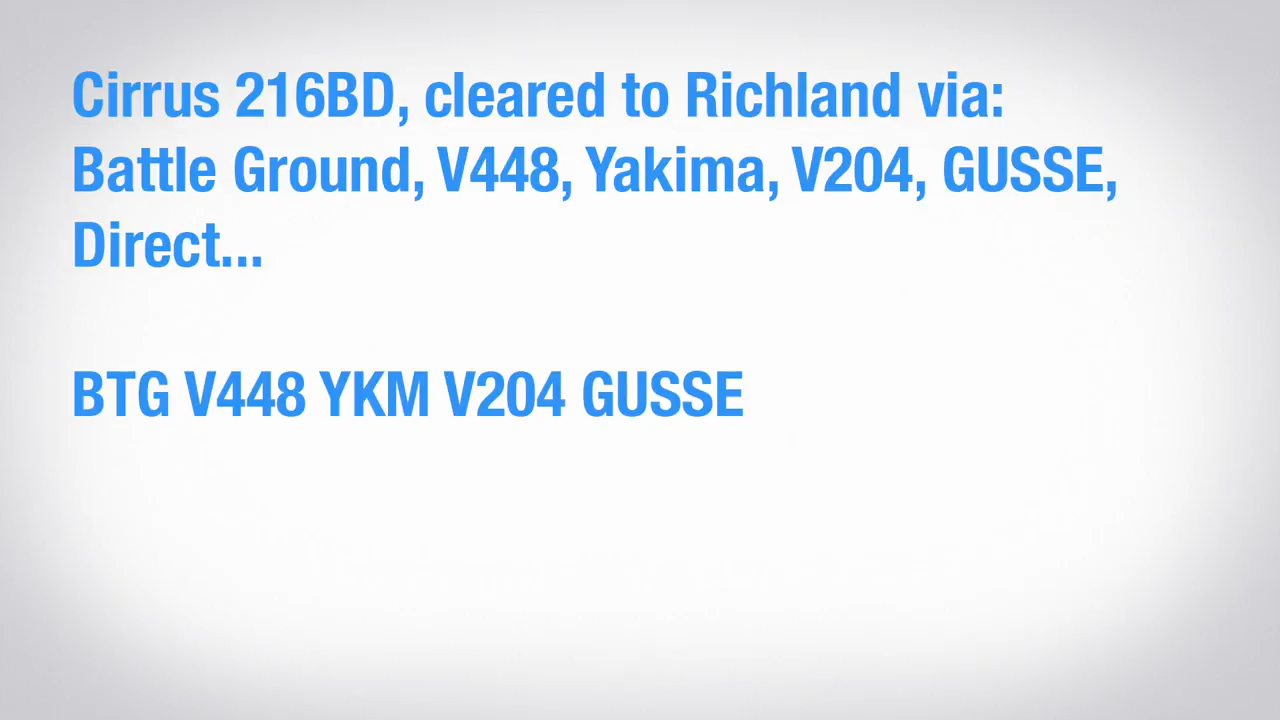 Cirrus 216BD, cleared to Richland via:
Battle Ground, V448, Yakima, V204, GUSSE,
Direct...
BTG V448 YKM V204 GUSSE